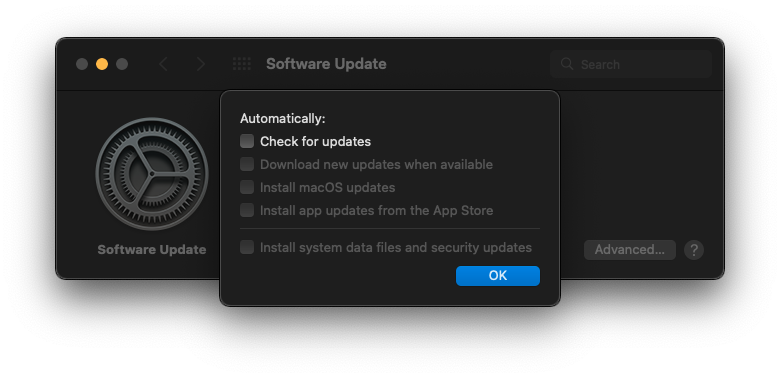 Software Update
Search
Automatically:
Check for updates
Download new updates when available
Install macOS updates
Install app updates from the App Store
Software Update
Install system data files and security updates
Advanced...
?
OK